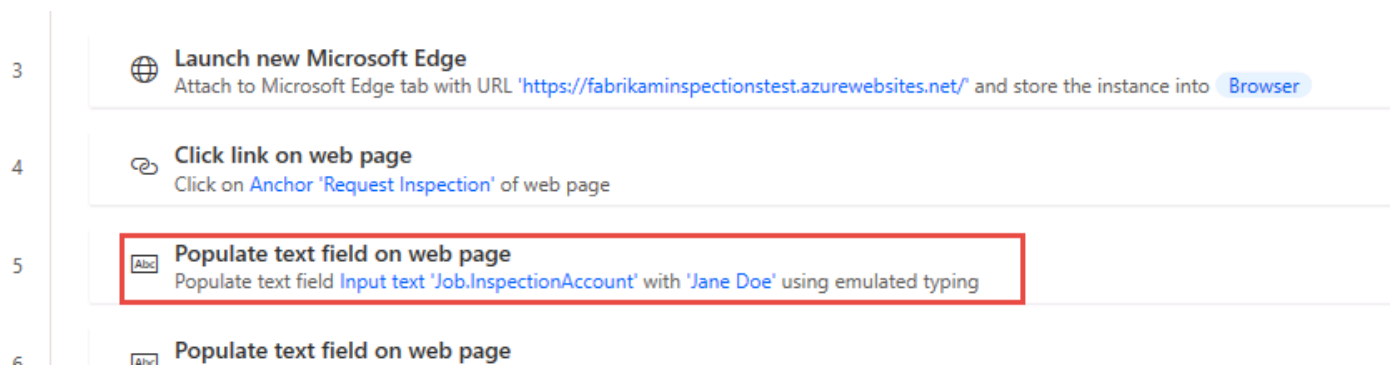 3
Launch new Microsoft Edge
Attach to Microsoft Edge tab with URL 'https://fabrikaminspectionstest.azurewebsites.net/' and store the instance into Browser
4
Click link on web page
Click on Anchor 'Request Inspection' of web page
5
Abc
Populate text field on web page
Populate text field Input text 'Job.InspectionAccount' with 'Jane Doe' using emulated typing
6
Abc
Populate text field on web page